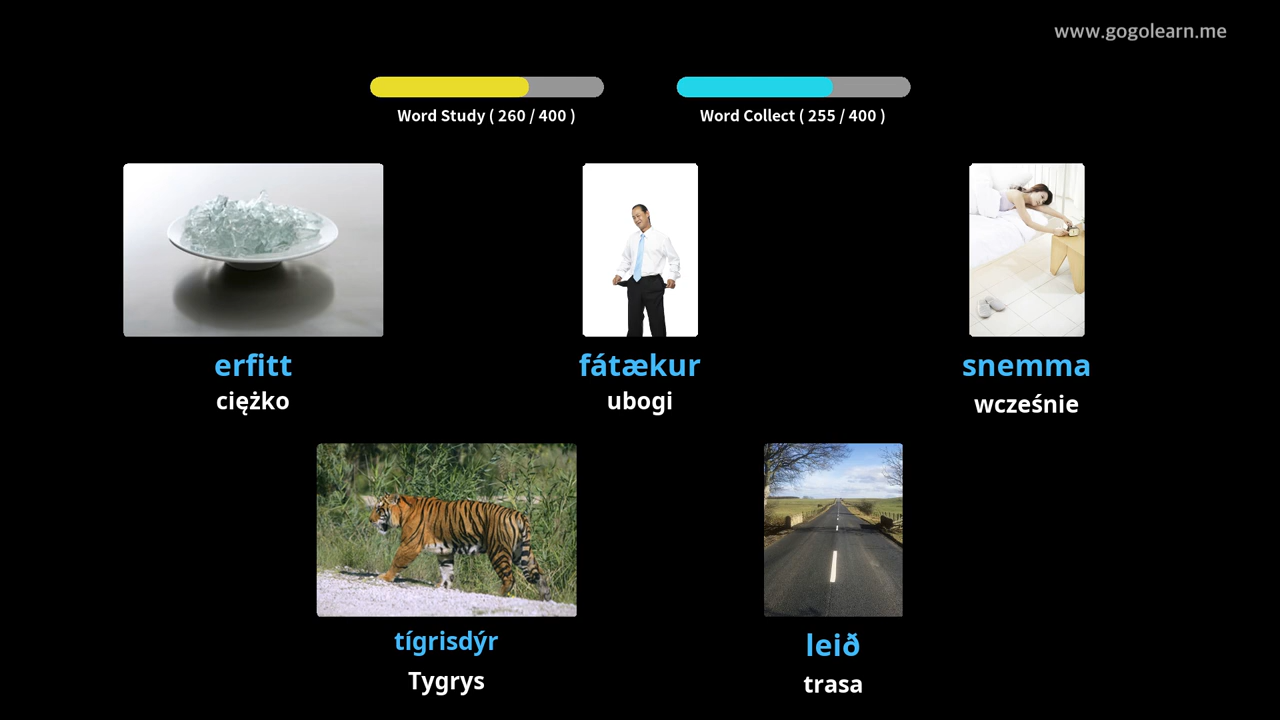 www.gogolearn.me
Word Study ( 260 / 400 )
Word Collect ( 255 / 400 )
erfitt
ciężko
fátækur
ubogi
snemma
wcześnie
tígrisdýr
Tygrys
leið
trasa